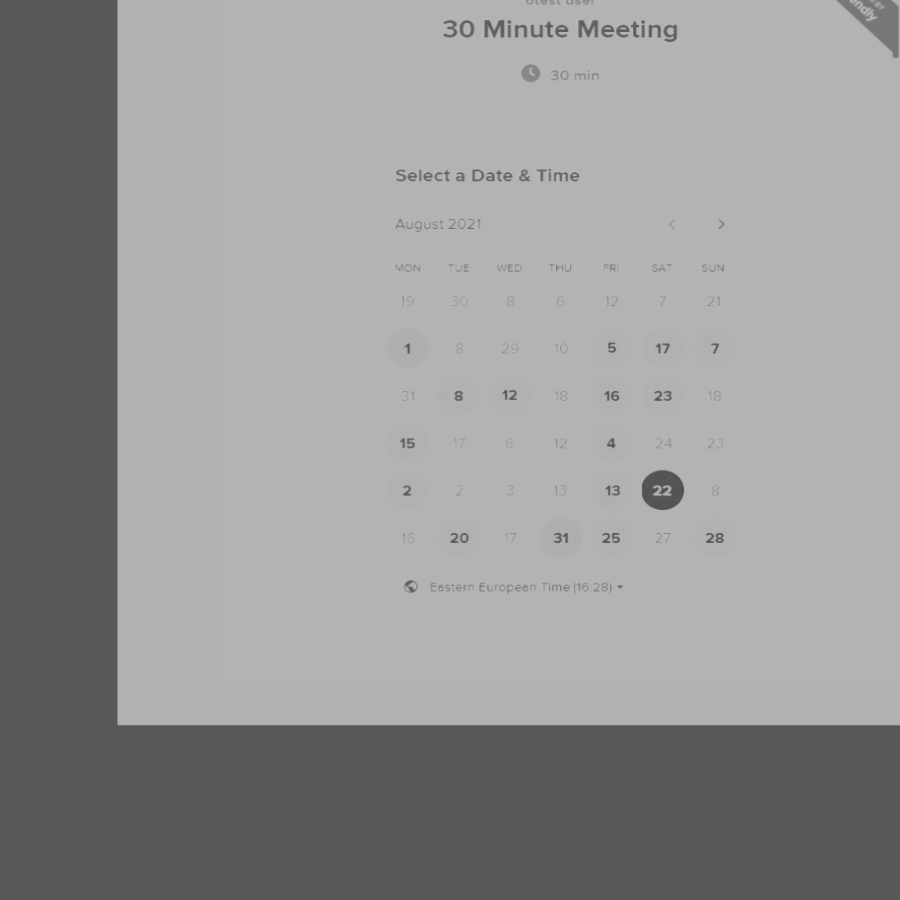 30 Minute Meeting
30 min
Select a Date & Time
August 2021
MON TUE WED THU FRI SAT SUN
19 30 8 6 12 7 21
1 8 29 10 5 17 7
31 8 12 18 16 23 18
15 17 6 12 4 24 23
2 2 3 13 13 22 8
16 20 17 31 25 27 28
Eastern European Time (16:28)